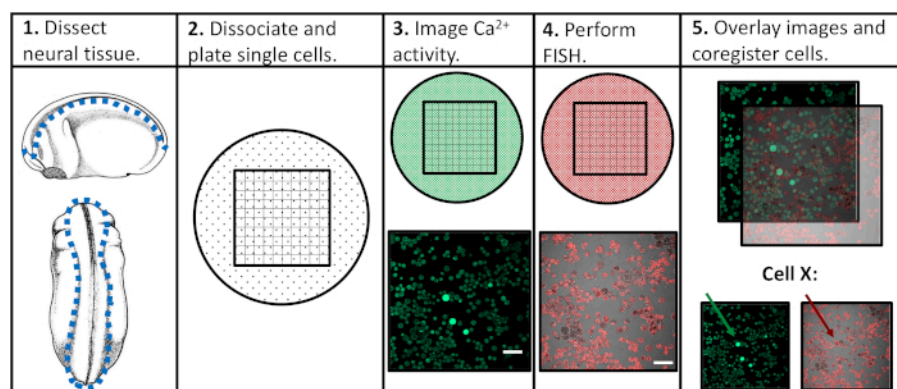 1. Dissect
neural tissue.
2. Dissociate and
plate single cells.
3. Image Ca²⁺
activity.
4. Perform
FISH.
5. Overlay images and
coregister cells.
Cell X: